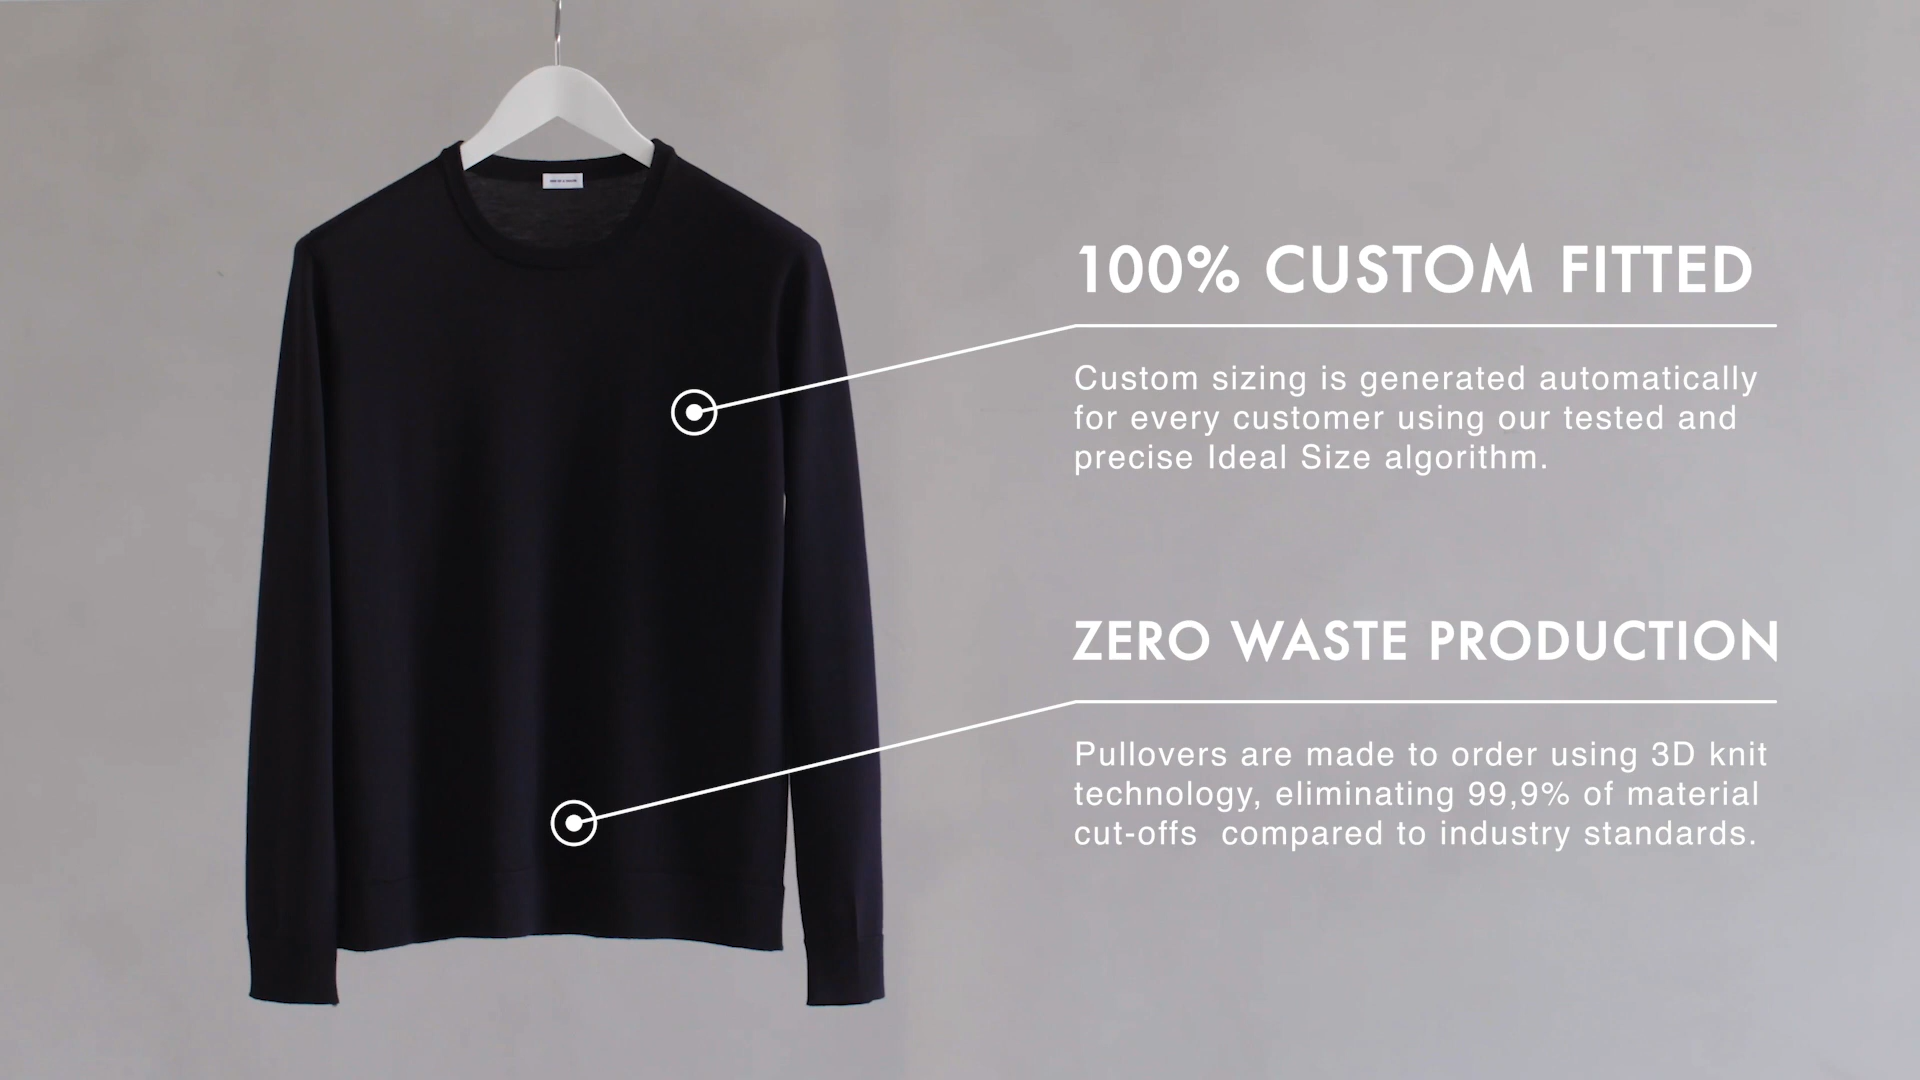 100% CUSTOM FITTED
Custom sizing is generated automatically
for every customer using our tested and
precise Ideal Size algorithm.
ZERO WASTE PRODUCTION
Pullovers are made to order using 3D knit
technology, eliminating 99,9% of material
cut-offs  compared to industry standards.